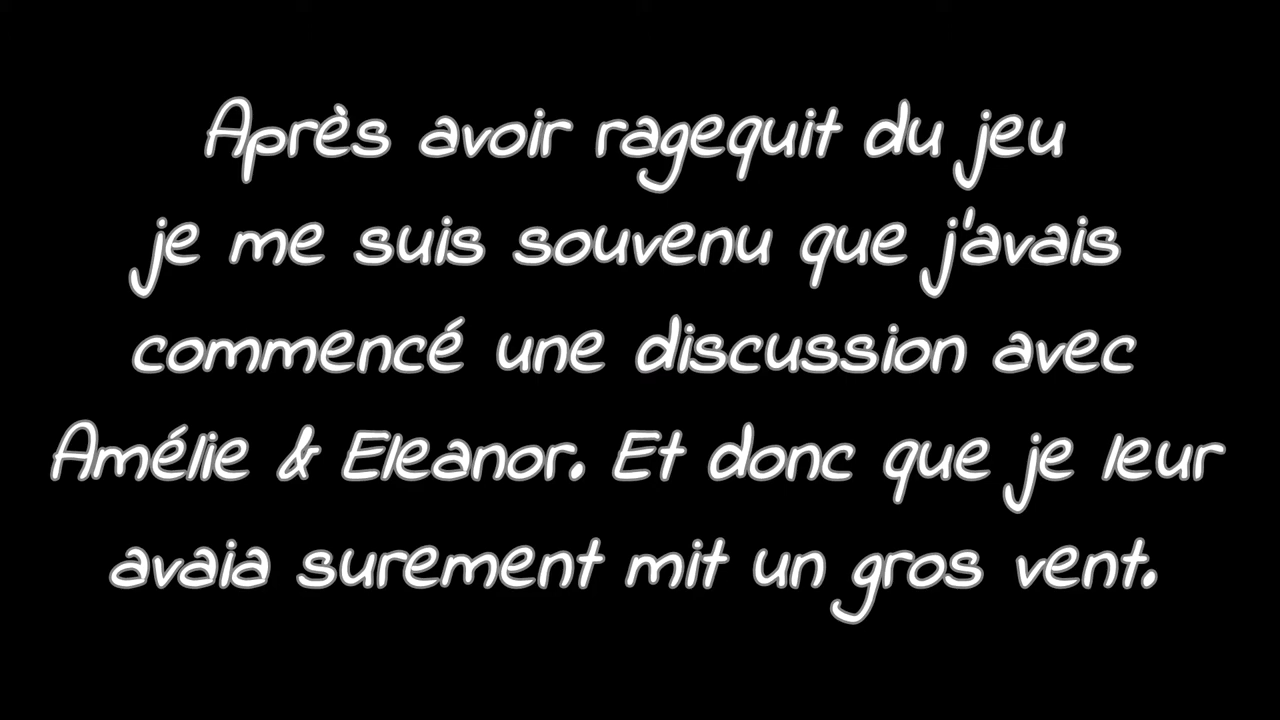 Après avoir ragequit du jeu
je me suis souvenu que j'avais
commencé une discussion avec
Amélie & Eleanor. Et donc que je leur
avaia surement mit un gros vent.